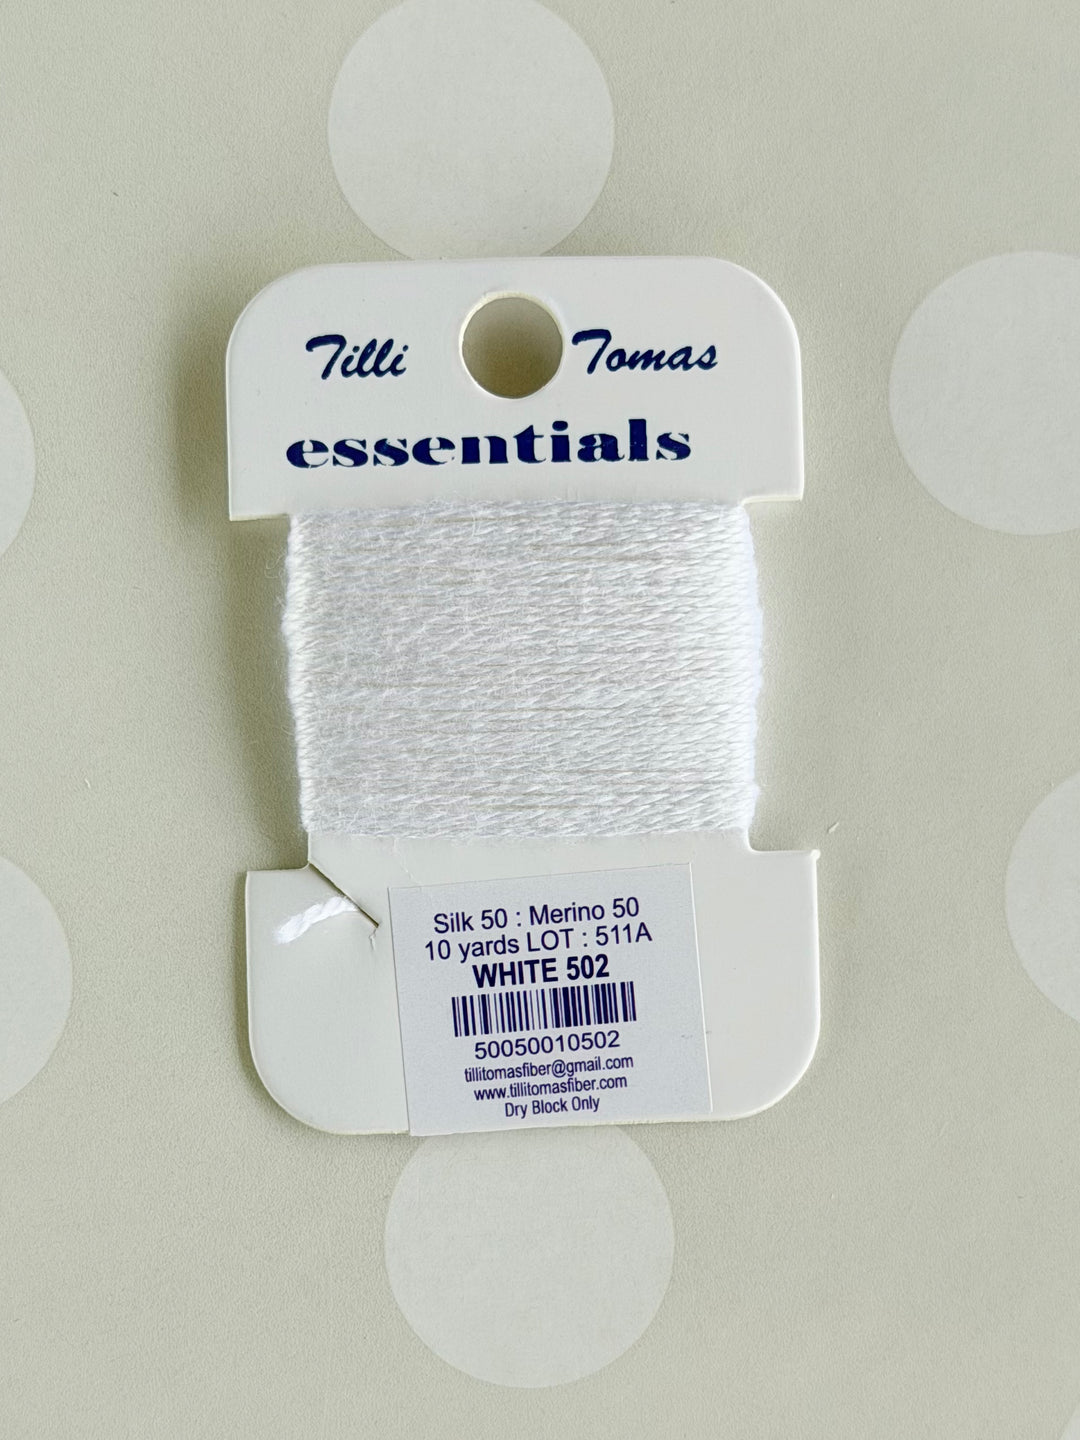 Tilli Tomas
essentials
Silk 50 : Merino 50
10 yards LOT : 511A
WHITE 502
50050010502
tillitomasfiber@gmail.com
www.tillitomasfiber.com
Dry Block Only